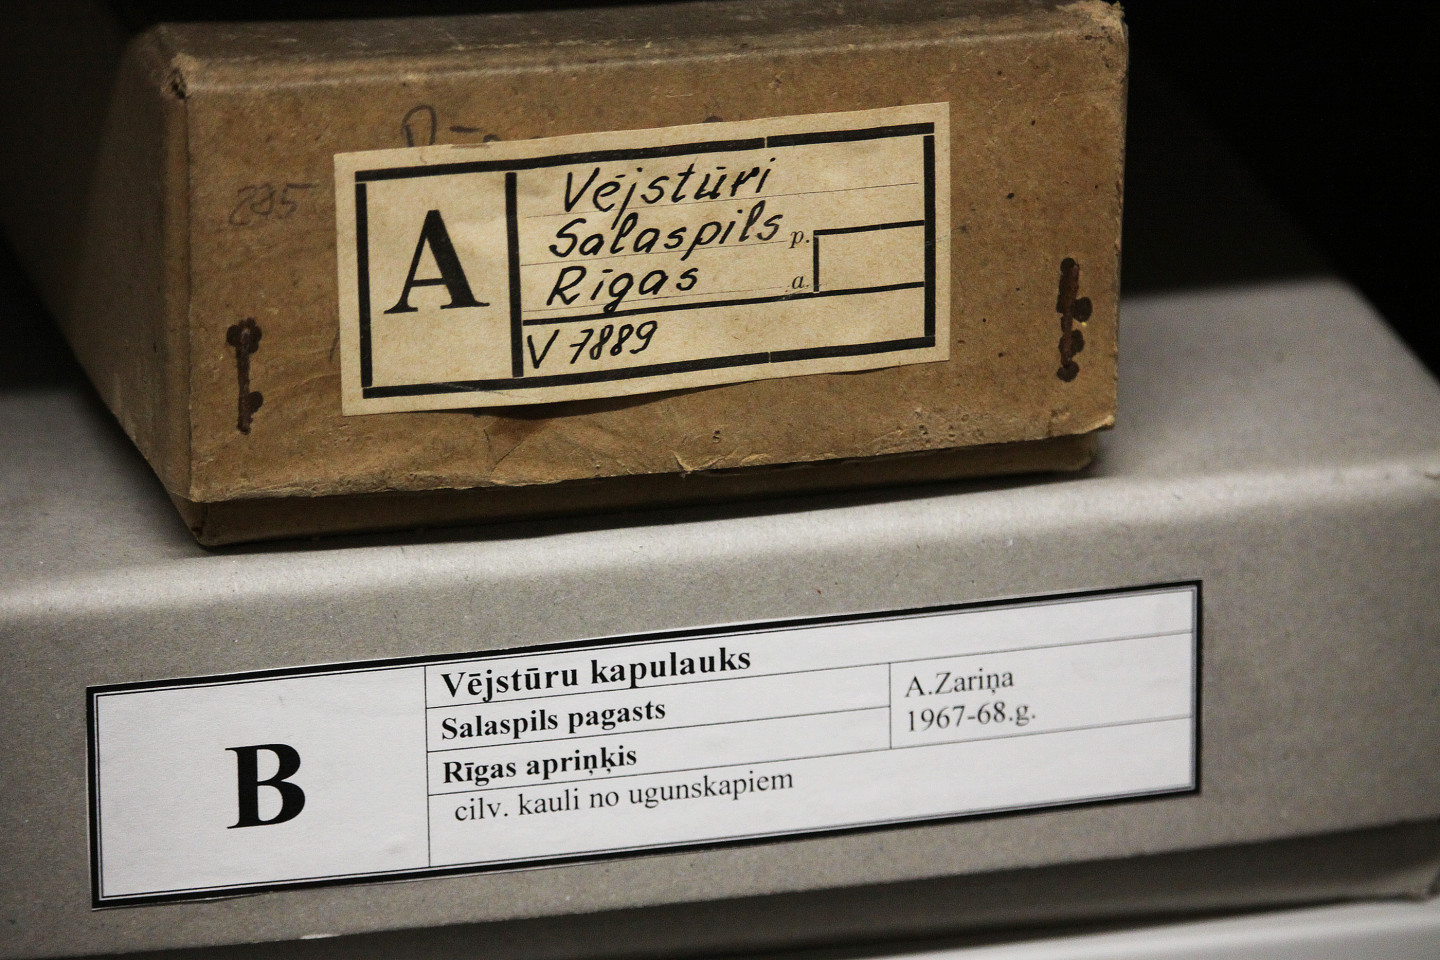 A
Vējstūri
Salaspils p.
Rīgas a.
V 7889
B
Vējstūru kapulauks
Salaspils pagasts
Rīgas apriņķis
cilv. kauli no ugunskapiem
A.Zariņa
1967-68.g.